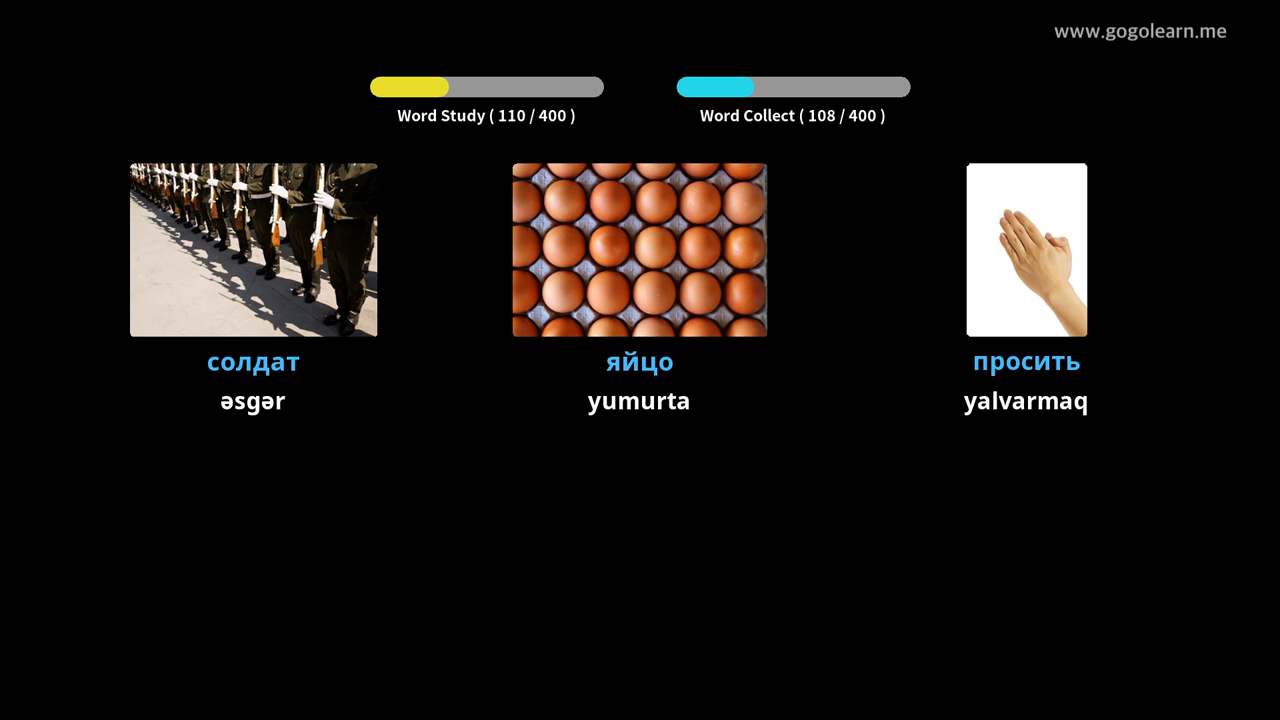 www.gogolearn.me
Word Study ( 110 / 400 )
Word Collect ( 108 / 400 )
солдат
əsgər
яйцо
yumurta
просить
yalvarmaq